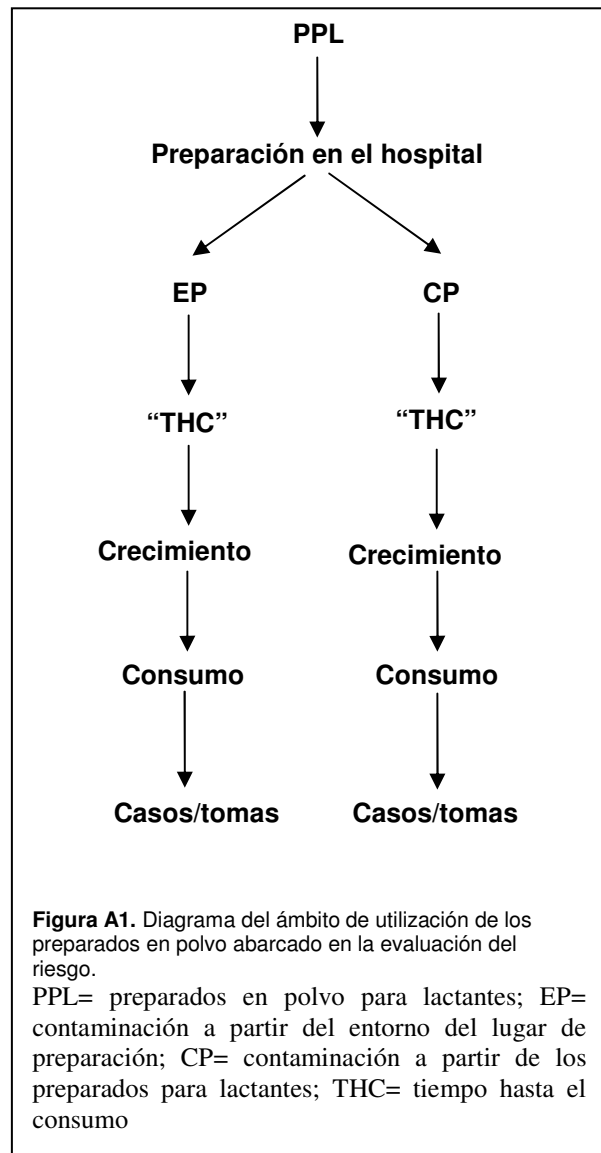 PPL
Preparación en el hospital
EP CP
“THC” “THC”
Crecimiento Crecimiento
Consumo Consumo
Casos/tomas Casos/tomas
Figura A1. Diagrama del ámbito de utilización de los
preparados en polvo abarcado en la evaluación del
riesgo.
PPL= preparados en polvo para lactantes; EP=
contaminación a partir del entorno del lugar de
preparación; CP= contaminación a partir de los
preparados para lactantes; THC= tiempo hasta el
consumo